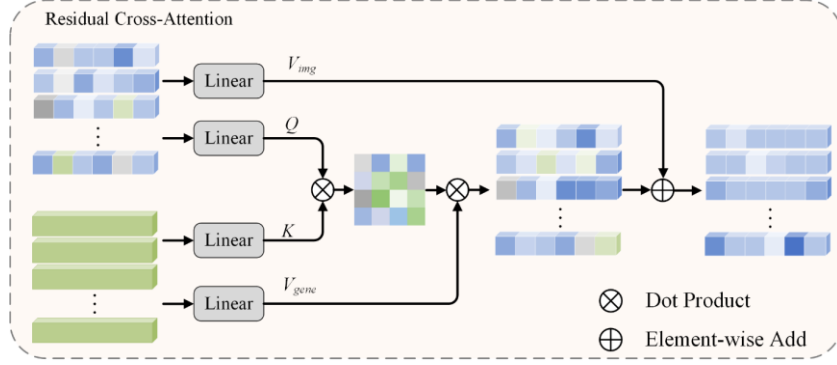 Residual Cross-Attention
Linear
V_img
Linear
Q
Linear
K
Linear
V_gene
Dot Product
Element-wise Add